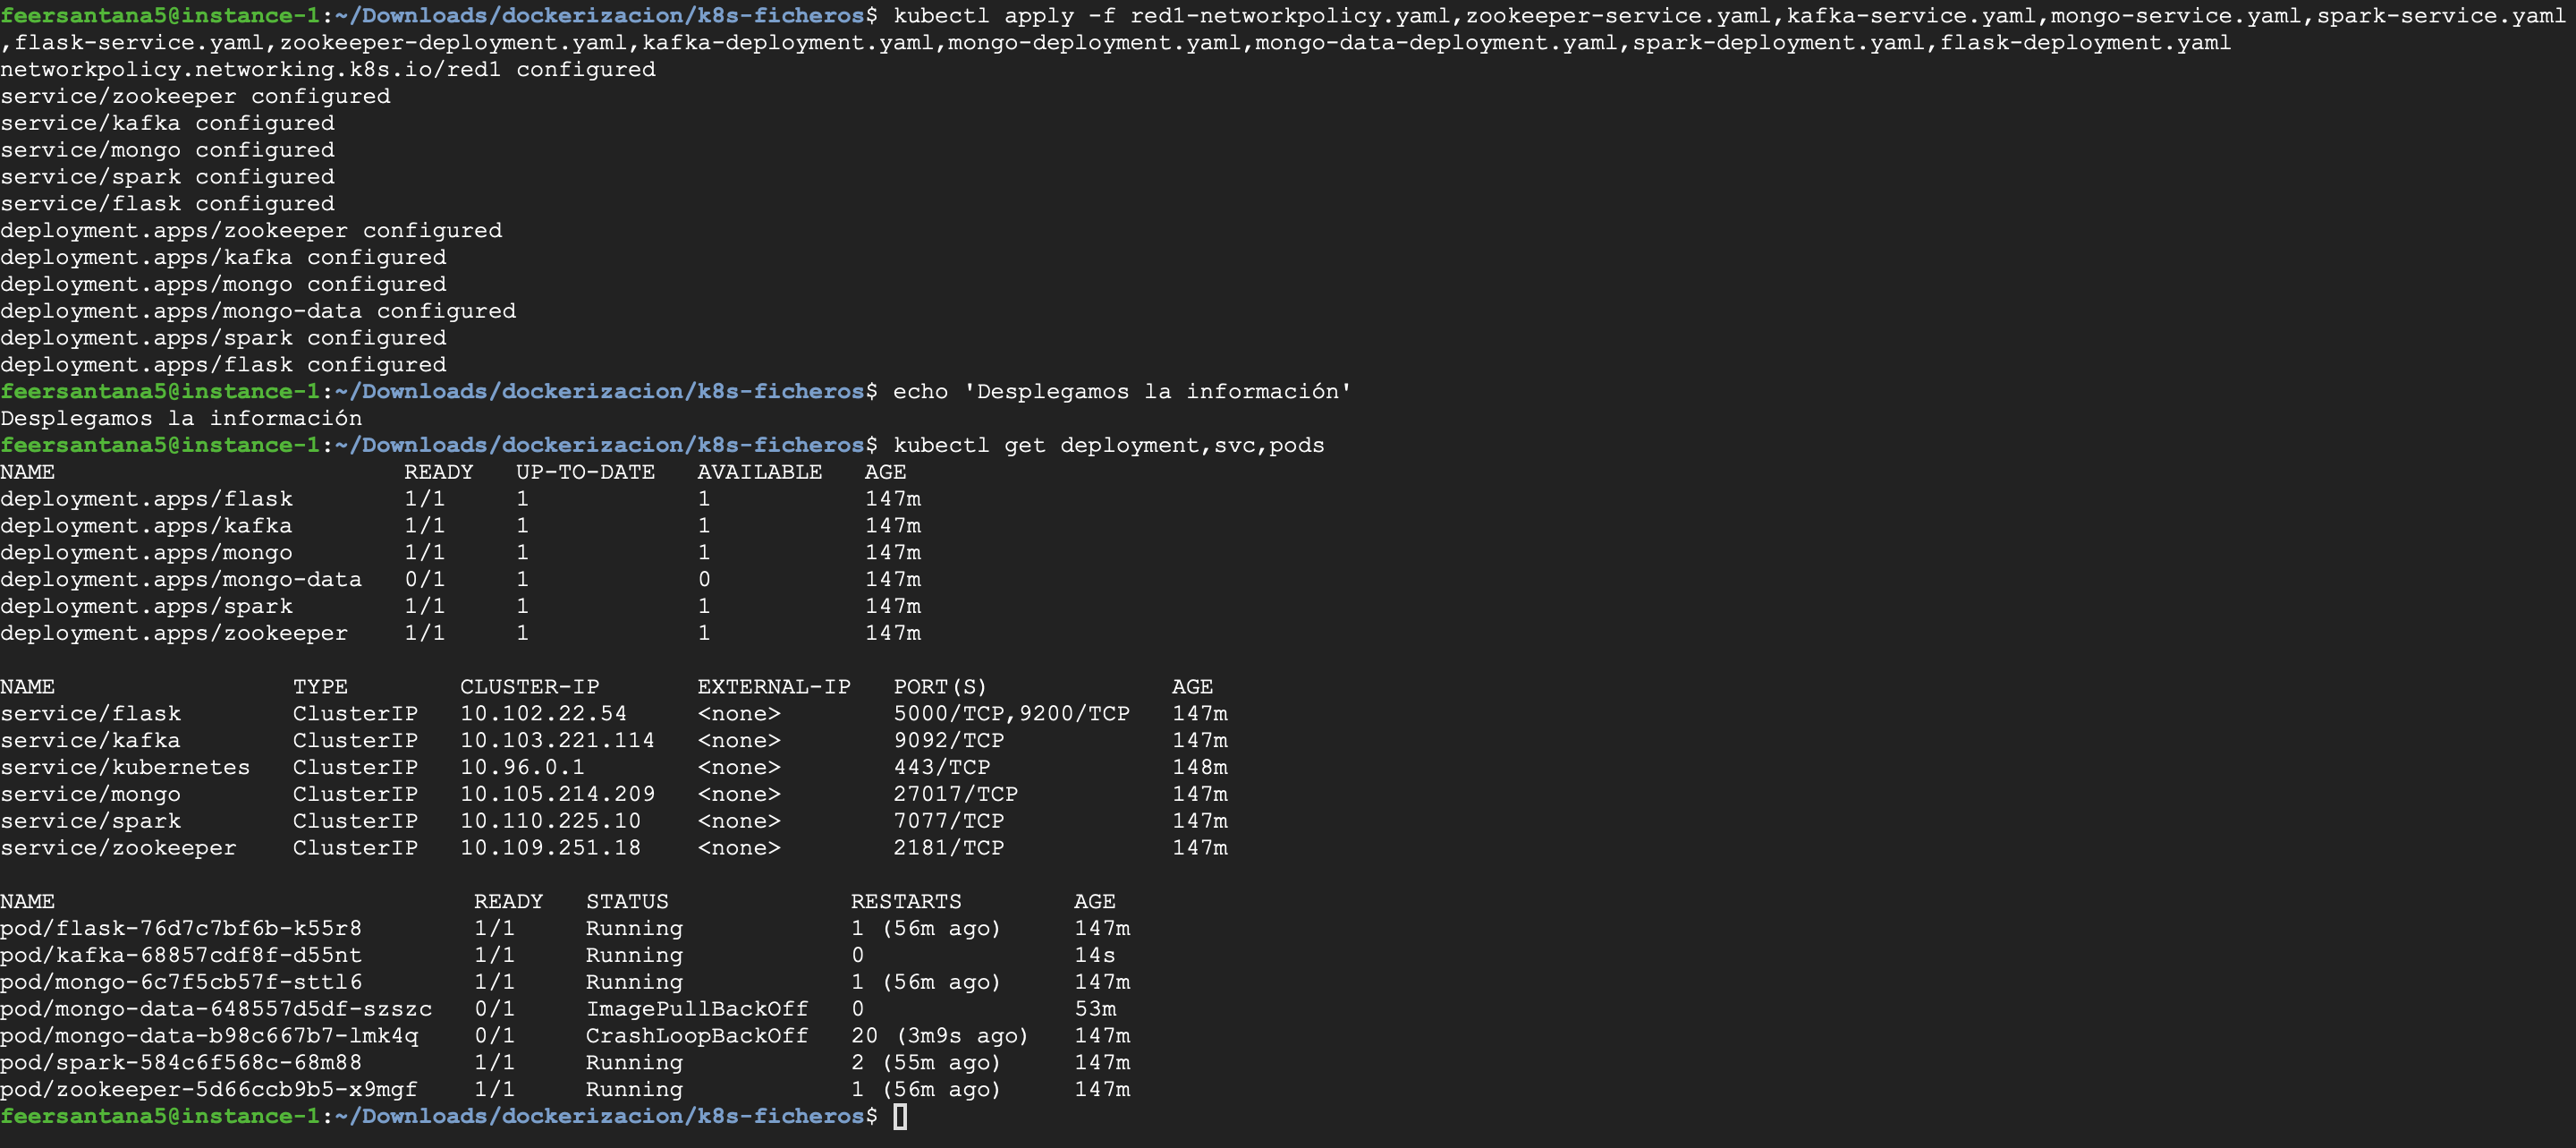 feersantana5@instance-1:~/Downloads/dockerizacion/k8s-ficheros$ kubectl apply -f red1-networkpolicy.yaml,zookeeper-service.yaml,kafka-service.yaml,mongo-service.yaml,spark-service.yaml
,flask-service.yaml,zookeeper-deployment.yaml,kafka-deployment.yaml,mongo-deployment.yaml,mongo-data-deployment.yaml,spark-deployment.yaml,flask-deployment.yaml
networkpolicy.networking.k8s.io/red1 configured
service/zookeeper configured
service/kafka configured
service/mongo configured
service/spark configured
service/flask configured
deployment.apps/zookeeper configured
deployment.apps/kafka configured
deployment.apps/mongo configured
deployment.apps/mongo-data configured
deployment.apps/spark configured
deployment.apps/flask configured
feersantana5@instance-1:~/Downloads/dockerizacion/k8s-ficheros$ echo 'Desplegamos la información'
Desplegamos la información
feersantana5@instance-1:~/Downloads/dockerizacion/k8s-ficheros$ kubectl get deployment,svc,pods
NAME READY UP-TO-DATE AVAILABLE AGE
deployment.apps/flask 1/1 1 1 147m
deployment.apps/kafka 1/1 1 1 147m
deployment.apps/mongo 1/1 1 1 147m
deployment.apps/mongo-data 0/1 1 0 147m
deployment.apps/spark 1/1 1 1 147m
deployment.apps/zookeeper 1/1 1 1 147m
NAME TYPE CLUSTER-IP EXTERNAL-IP PORT(S) AGE
service/flask ClusterIP 10.102.22.54 <none> 5000/TCP,9200/TCP 147m
service/kafka ClusterIP 10.103.221.114 <none> 9092/TCP 147m
service/kubernetes ClusterIP 10.96.0.1 <none> 443/TCP 148m
service/mongo ClusterIP 10.105.214.209 <none> 27017/TCP 147m
service/spark ClusterIP 10.110.225.10 <none> 7077/TCP 147m
service/zookeeper ClusterIP 10.109.251.18 <none> 2181/TCP 147m
NAME READY STATUS RESTARTS AGE
pod/flask-76d7c7bf6b-k55r8 1/1 Running 1 (56m ago) 147m
pod/kafka-68857cdf8f-d55nt 1/1 Running 0 14s
pod/mongo-6c7f5cb57f-sttl6 1/1 Running 1 (56m ago) 147m
pod/mongo-data-648557d5df-szszc 0/1 ImagePullBackOff 0 53m
pod/mongo-data-b98c667b7-lmk4q 0/1 CrashLoopBackOff 20 (3m9s ago) 147m
pod/spark-584c6f568c-68m88 1/1 Running 2 (55m ago) 147m
pod/zookeeper-5d66ccb9b5-x9mgf 1/1 Running 1 (56m ago) 147m
feersantana5@instance-1:~/Downloads/dockerizacion/k8s-ficheros$